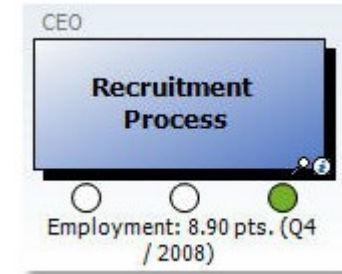 CEO
Recruitment
Process
Employment: 8.90 pts. (Q4
/ 2008)